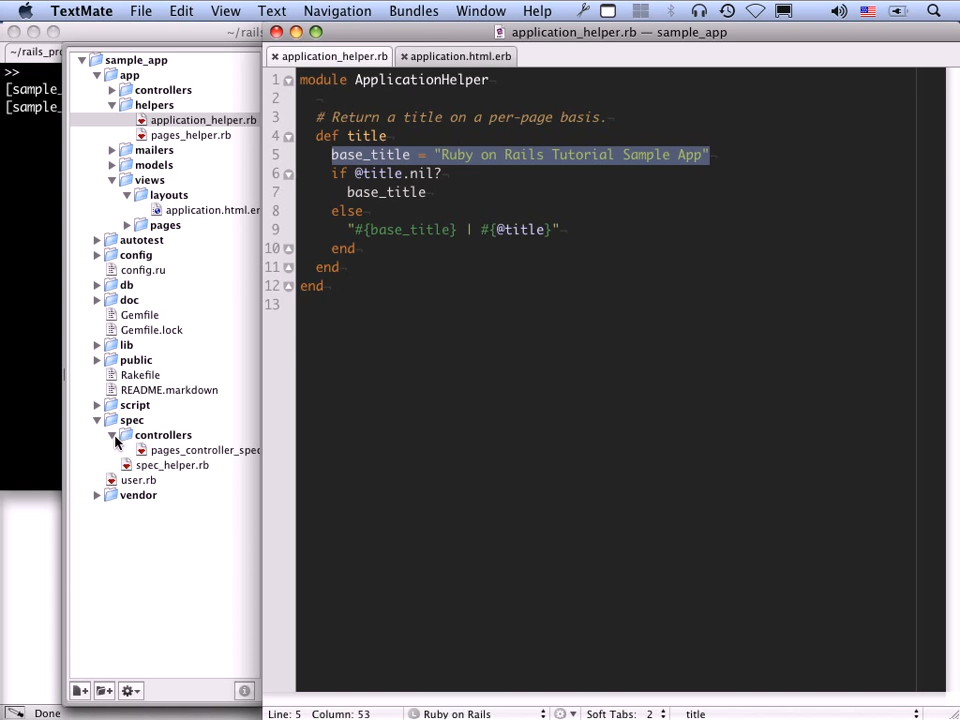 TextMate File Edit View Text Navigation Bundles Window Help
~/rails
application_helper.rb — sample_app
~/rails_pro
application_helper.rb application.html.erb
>>
[sample_
[sample_
sample_app
app
controllers
helpers
application_helper.rb
pages_helper.rb
mailers
models
views
layouts
application.html.er
pages
autotest
config
config.ru
db
doc
Gemfile
Gemfile.lock
lib
public
Rakefile
README.markdown
script
spec
controllers
pages_controller_spec
spec_helper.rb
user.rb
vendor
1 module ApplicationHelper
2
3 # Return a title on a per-page basis.
4 def title
5 base_title = "Ruby on Rails Tutorial Sample App"
6 if @title.nil?
7 base_title
8 else
9 "#{base_title} | #{@title}"
10 end
11 end
12 end
13
Done
Line: 5 Column: 53 Ruby on Rails Soft Tabs: 2 title